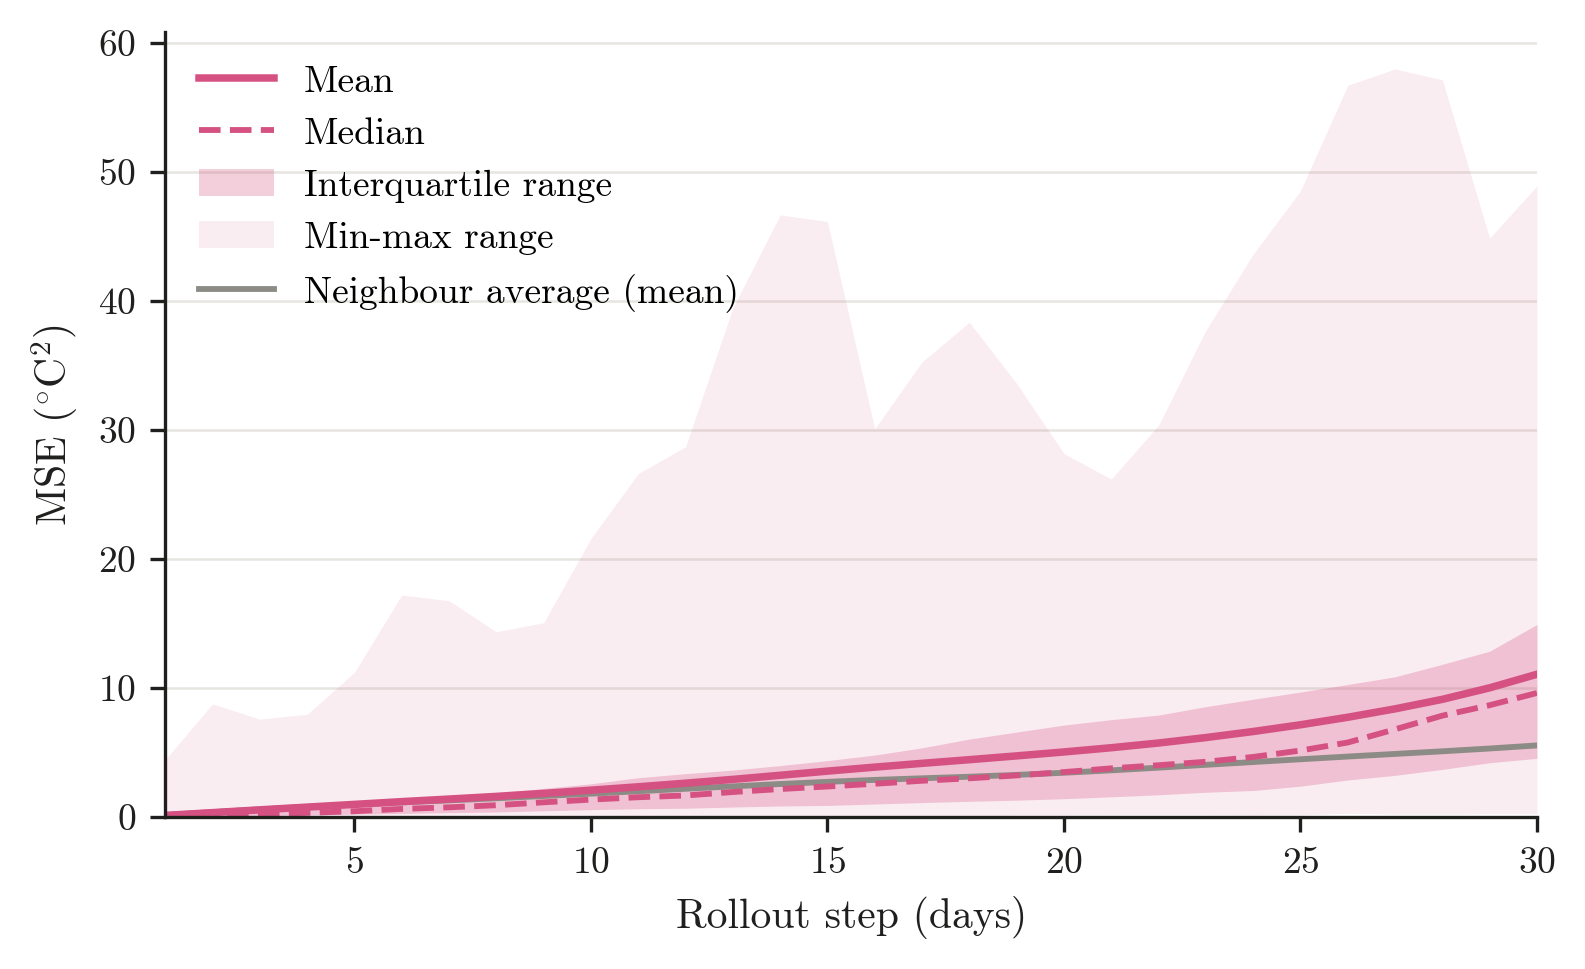 60
50
40
30
20
10
0
MSE (°C²)
Mean
Median
Interquartile range
Min-max range
Neighbour average (mean)
5 10 15 20 25 30
Rollout step (days)